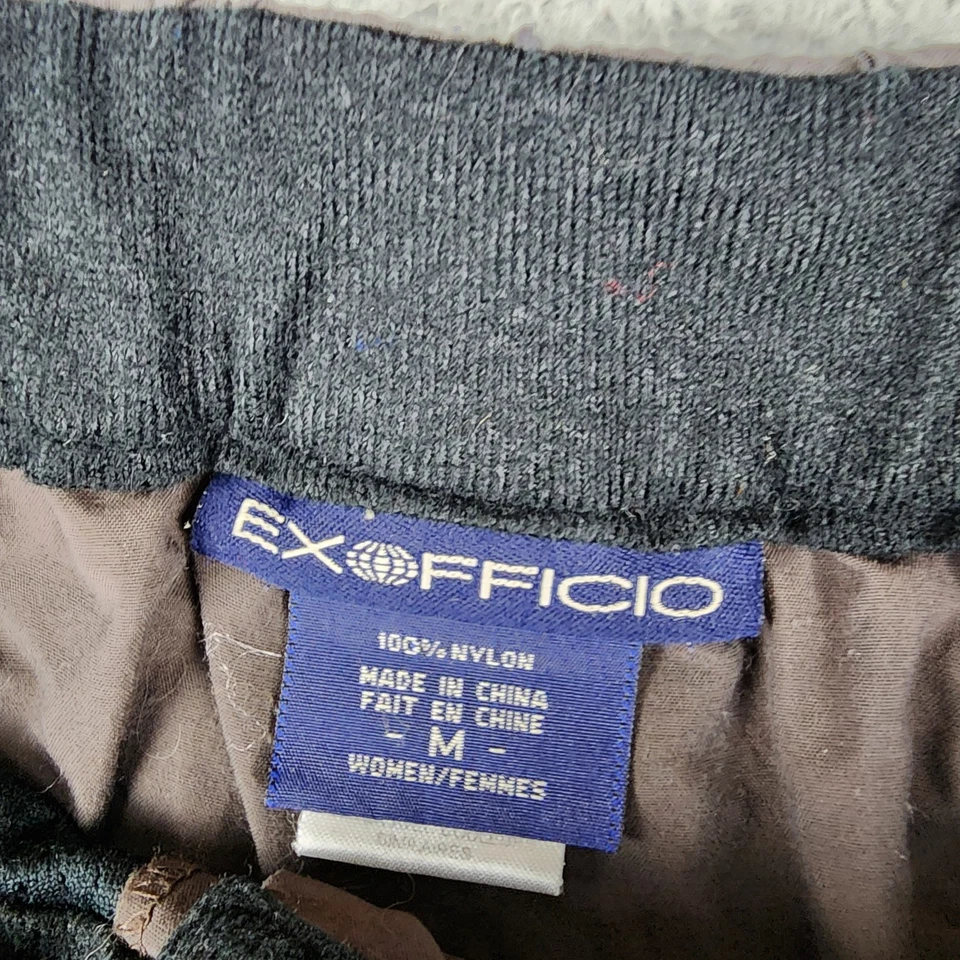 EXOFFICIO
100% NYLON
MADE IN CHINA
FAIT EN CHINE
- M -
WOMEN/FEMMES